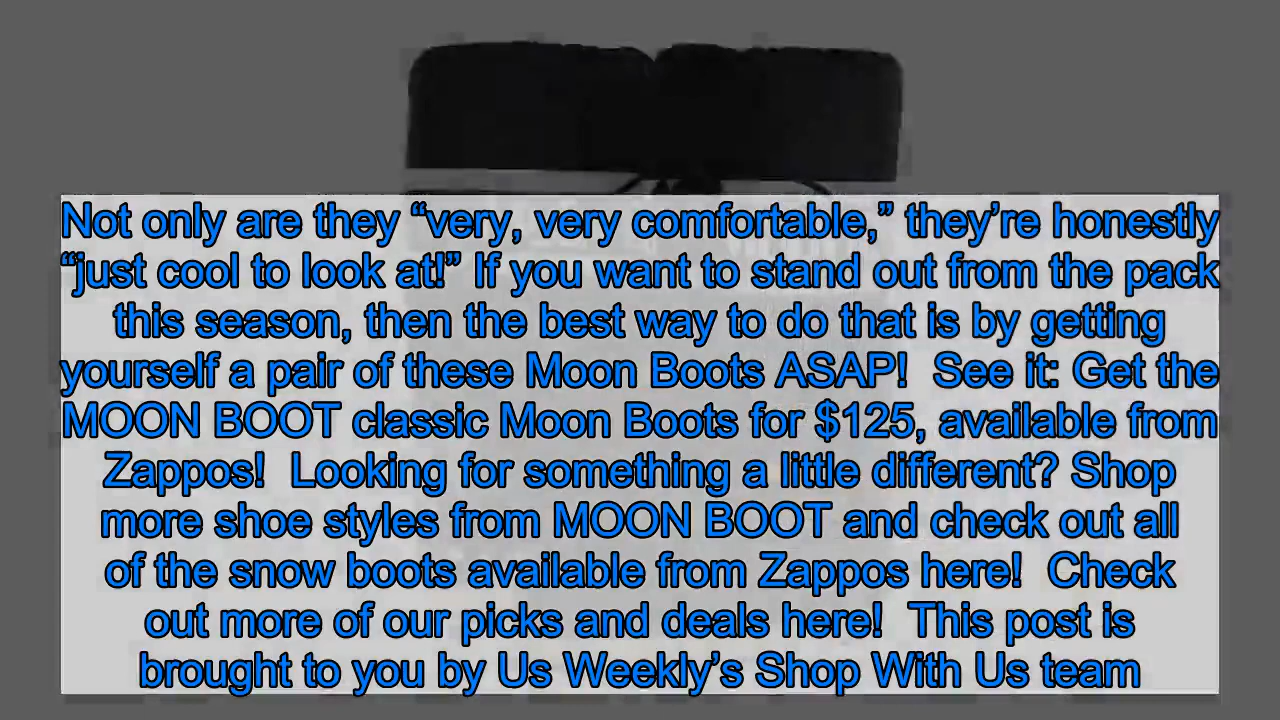 Not only are they “very, very comfortable,” they’re honestly
“just cool to look at!” If you want to stand out from the pack
this season, then the best way to do that is by getting
yourself a pair of these Moon Boots ASAP!  See it: Get the
MOON BOOT classic Moon Boots for $125, available from
Zappos!  Looking for something a little different? Shop
more shoe styles from MOON BOOT and check out all
of the snow boots available from Zappos here!  Check
out more of our picks and deals here!  This post is
brought to you by Us Weekly’s Shop With Us team